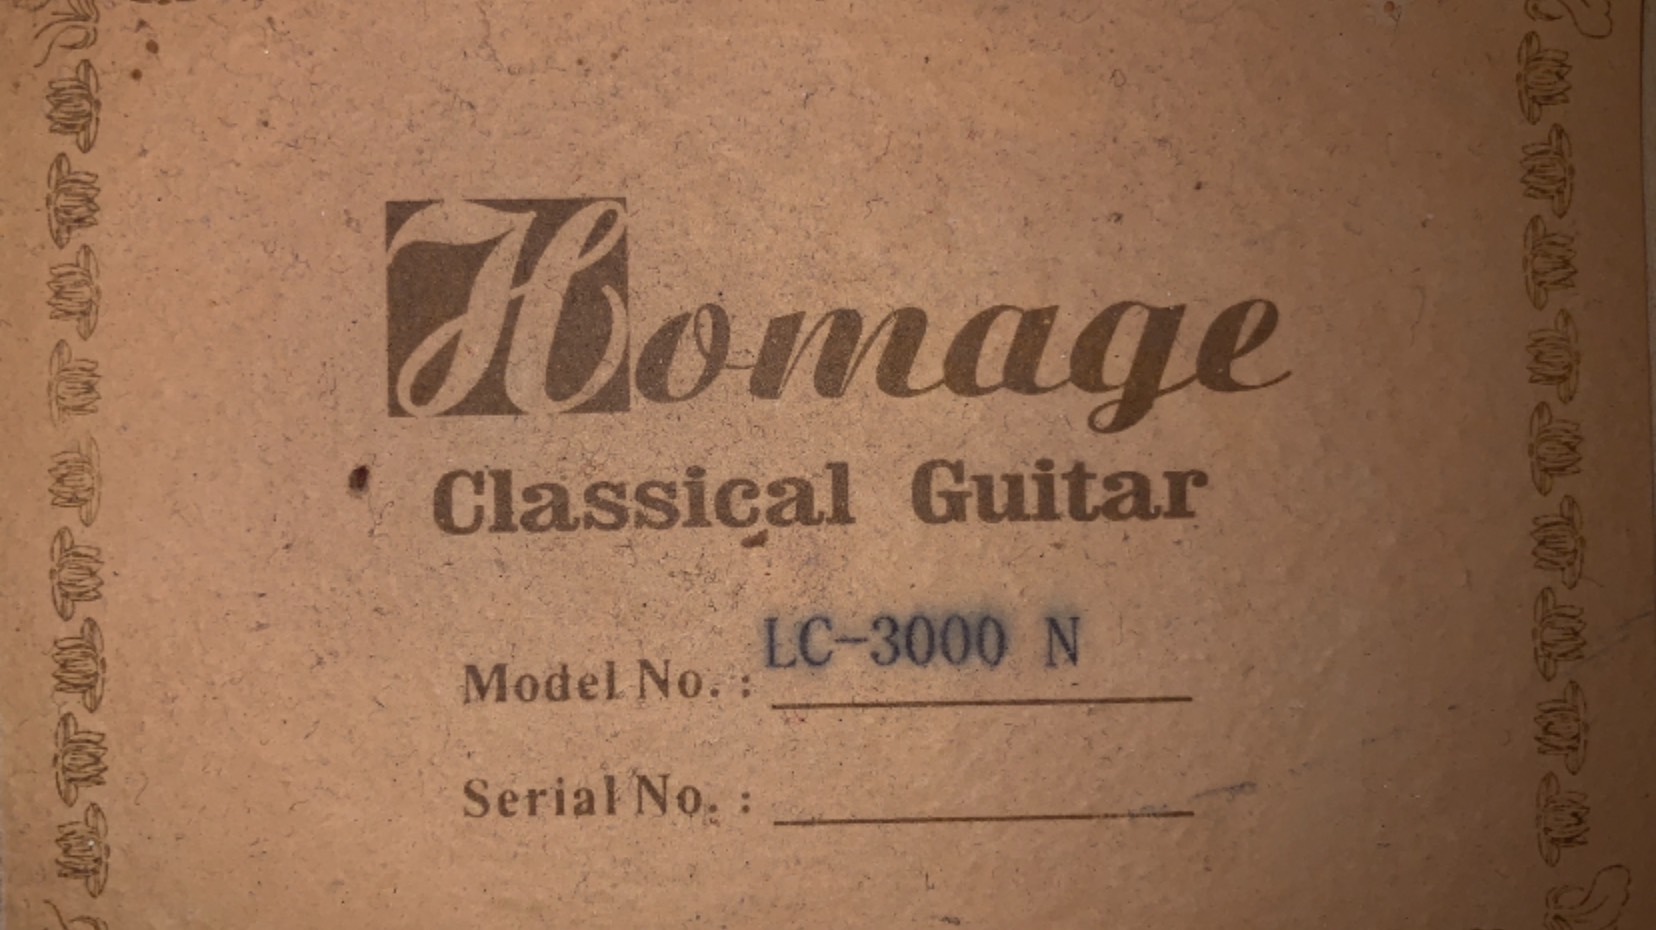 Homage
Classical Guitar
Model No. : LC-3000 N
Serial No. :